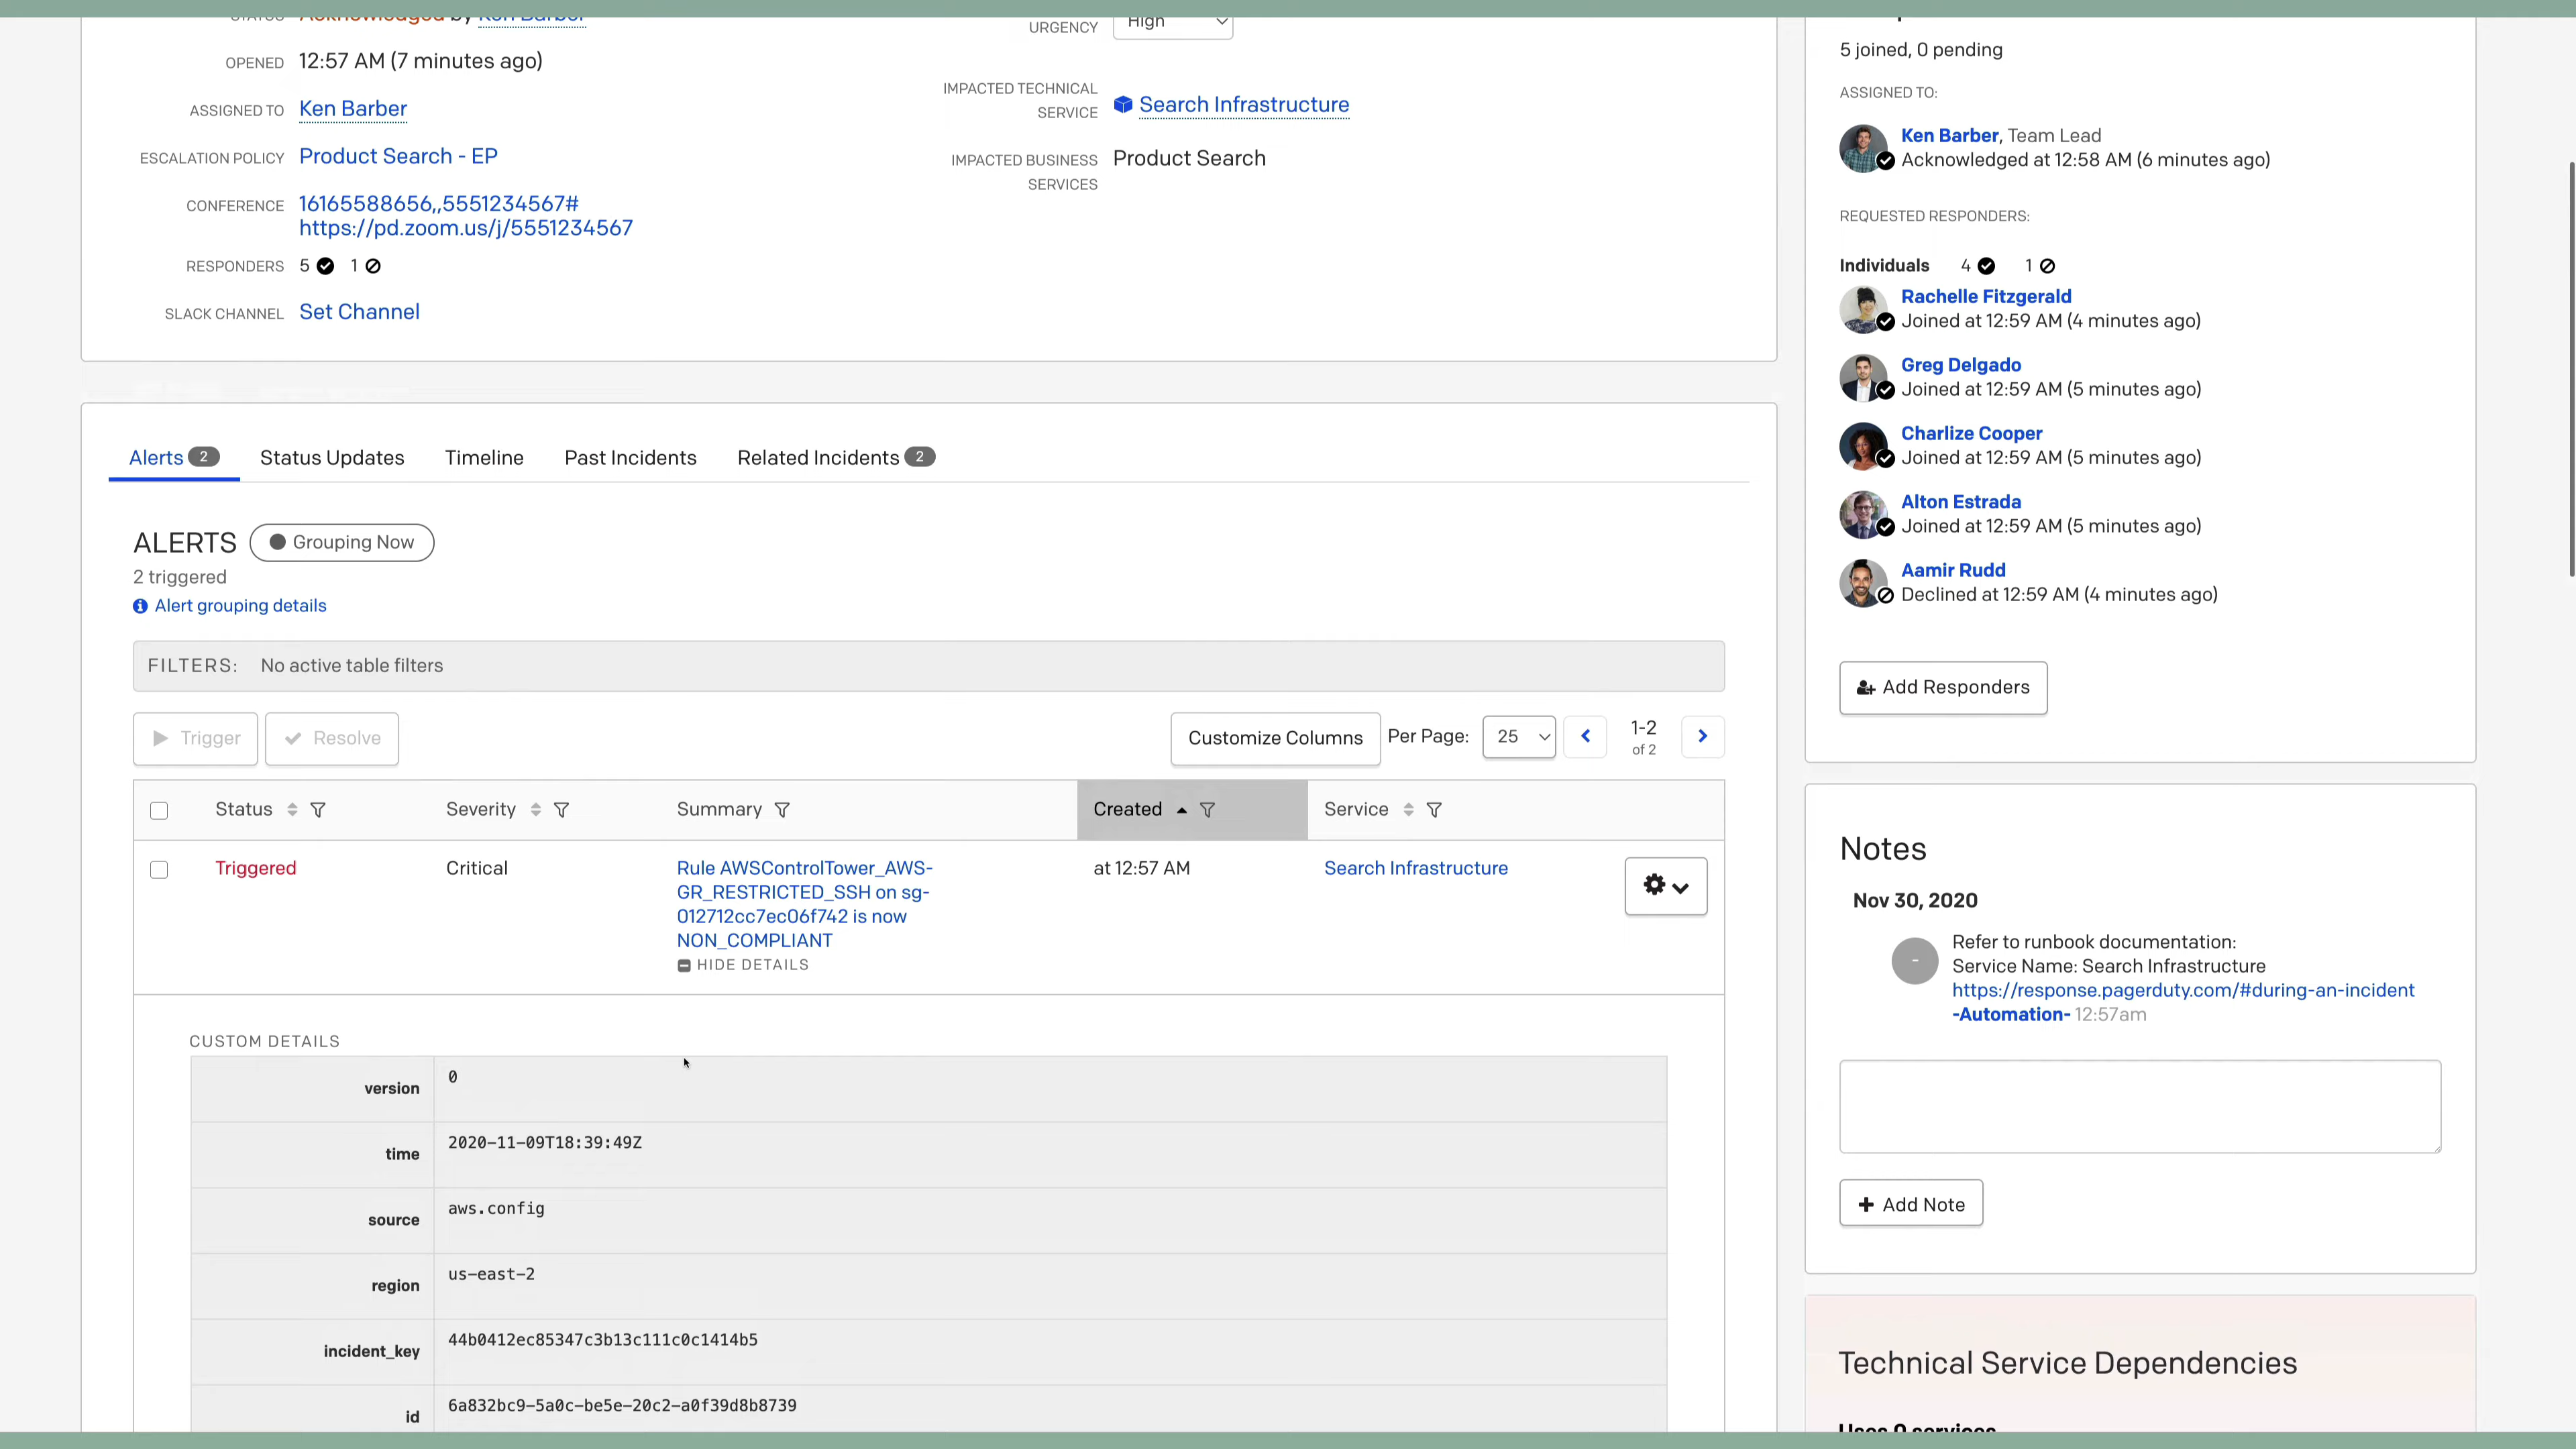 Acknowledged by Ken Barber
OPENED 12:57 AM (7 minutes ago)
ASSIGNED TO Ken Barber
ESCALATION POLICY Product Search - EP
CONFERENCE 16165588656,,5551234567#
https://pd.zoom.us/j/5551234567
RESPONDERS 5 1
SLACK CHANNEL Set Channel
URGENCY High
IMPACTED TECHNICAL
SERVICE
Search Infrastructure
IMPACTED BUSINESS
SERVICES
Product Search
Alerts 2 Status Updates Timeline Past Incidents Related Incidents 2
ALERTS Grouping Now
2 triggered
Alert grouping details
FILTERS: No active table filters
Trigger Resolve Customize Columns Per Page: 25 1-2
of 2
Status Severity Summary Created Service
Triggered Critical Rule AWSControlTower_AWS- at 12:57 AM Search Infrastructure
GR_RESTRICTED_SSH on sg-
012712cc7ec06f742 is now
NON_COMPLIANT
HIDE DETAILS
CUSTOM DETAILS
version 0
time 2020-11-09T18:39:49Z
source aws.config
region us-east-2
incident_key 44b0412ec85347c3b13c111c0c1414b5
id 6a832bc9-5a0c-be5e-20c2-a0f39d8b8739
5 joined, 0 pending
ASSIGNED TO:
Ken Barber, Team Lead
Acknowledged at 12:58 AM (6 minutes ago)
REQUESTED RESPONDERS:
Individuals 4 1
Rachelle Fitzgerald
Joined at 12:59 AM (4 minutes ago)
Greg Delgado
Joined at 12:59 AM (5 minutes ago)
Charlize Cooper
Joined at 12:59 AM (5 minutes ago)
Alton Estrada
Joined at 12:59 AM (5 minutes ago)
Aamir Rudd
Declined at 12:59 AM (4 minutes ago)
Add Responders
Notes
Nov 30, 2020
- Refer to runbook documentation:
Service Name: Search Infrastructure
https://response.pagerduty.com/#during-an-incident
-Automation- 12:57am
Add Note
Technical Service Dependencies
Uses 0 services